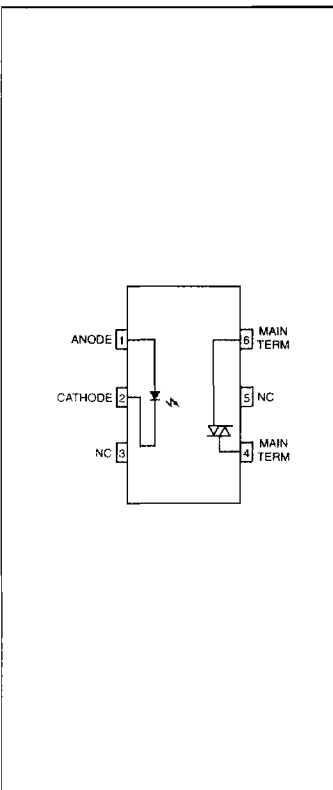 ANODE 1
CATHODE 2
NC 3
6 MAIN
TERM
5 NC
4 MAIN
TERM